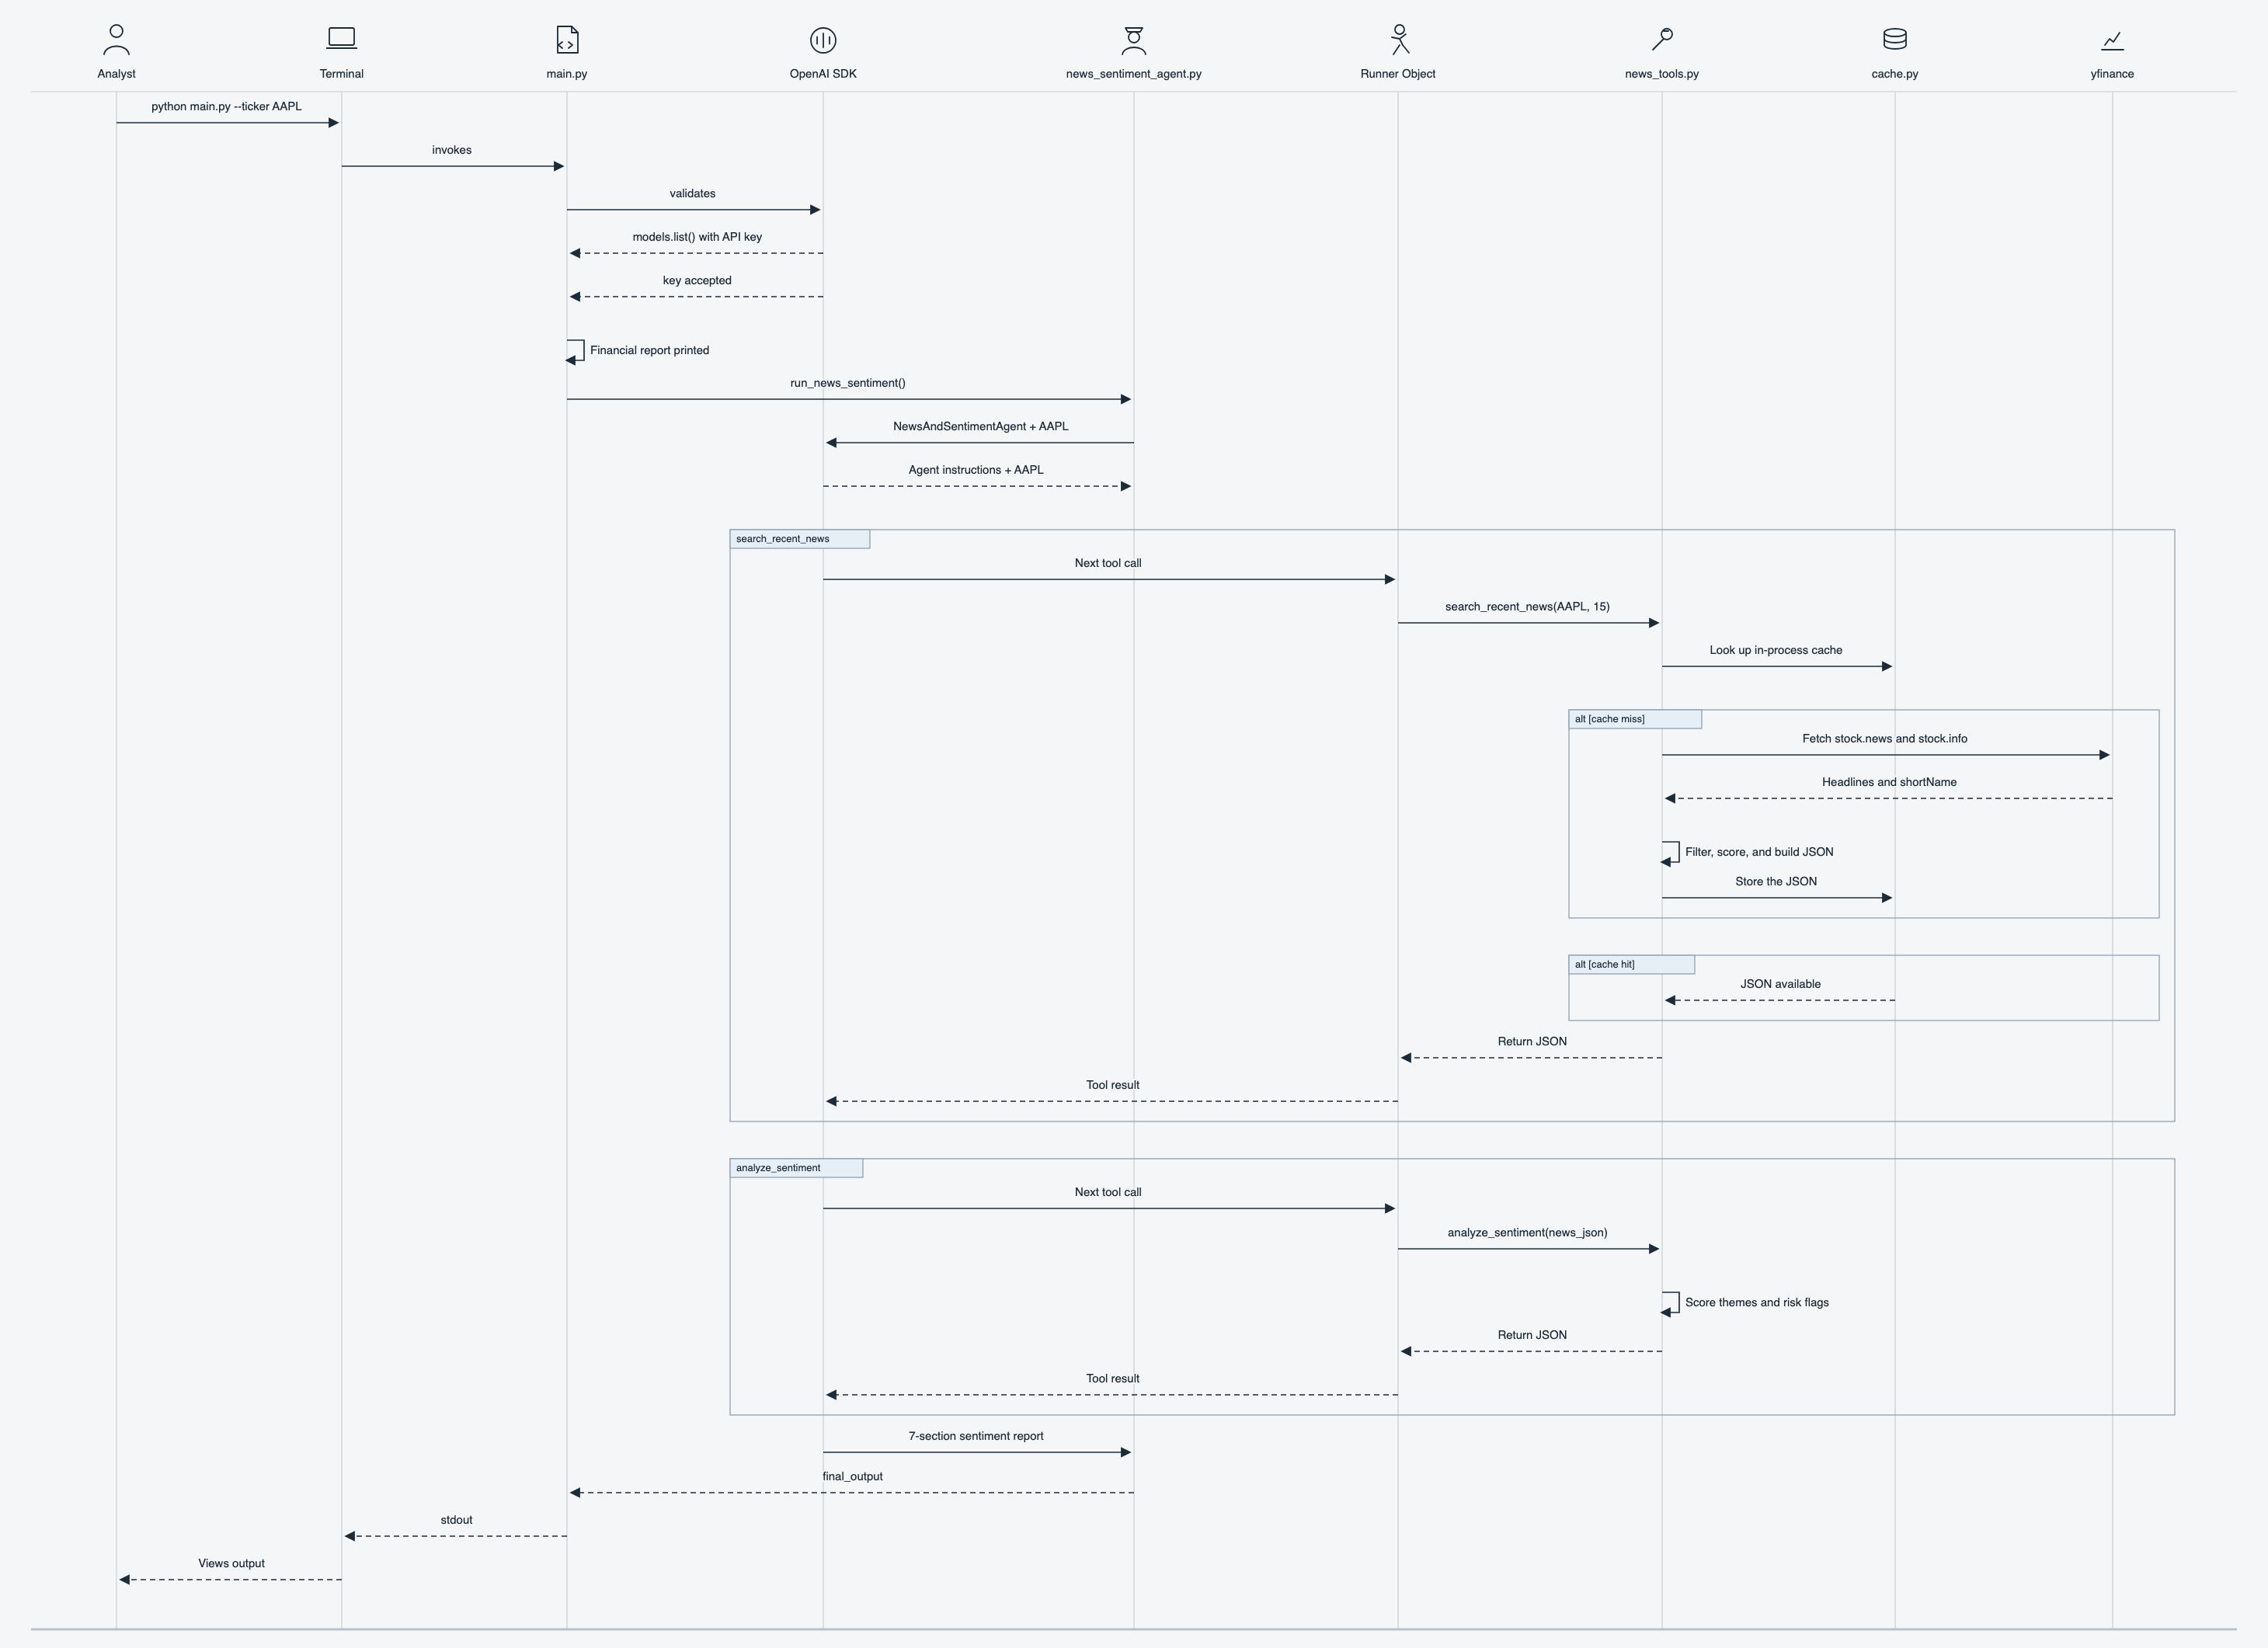 Analyst
Terminal
main.py
OpenAI SDK
news_sentiment_agent.py
Runner Object
news_tools.py
cache.py
yfinance
python main.py --ticker AAPL
invokes
validates
models.list() with API key
key accepted
Financial report printed
run_news_sentiment()
NewsAndSentimentAgent + AAPL
Agent instructions + AAPL
search_recent_news
Next tool call
search_recent_news(AAPL, 15)
Look up in-process cache
alt [cache miss]
Fetch stock.news and stock.info
Headlines and shortName
Filter, score, and build JSON
Store the JSON
alt [cache hit]
JSON available
Return JSON
Tool result
analyze_sentiment
Next tool call
analyze_sentiment(news_json)
Score themes and risk flags
Return JSON
Tool result
7-section sentiment report
final_output
stdout
Views output